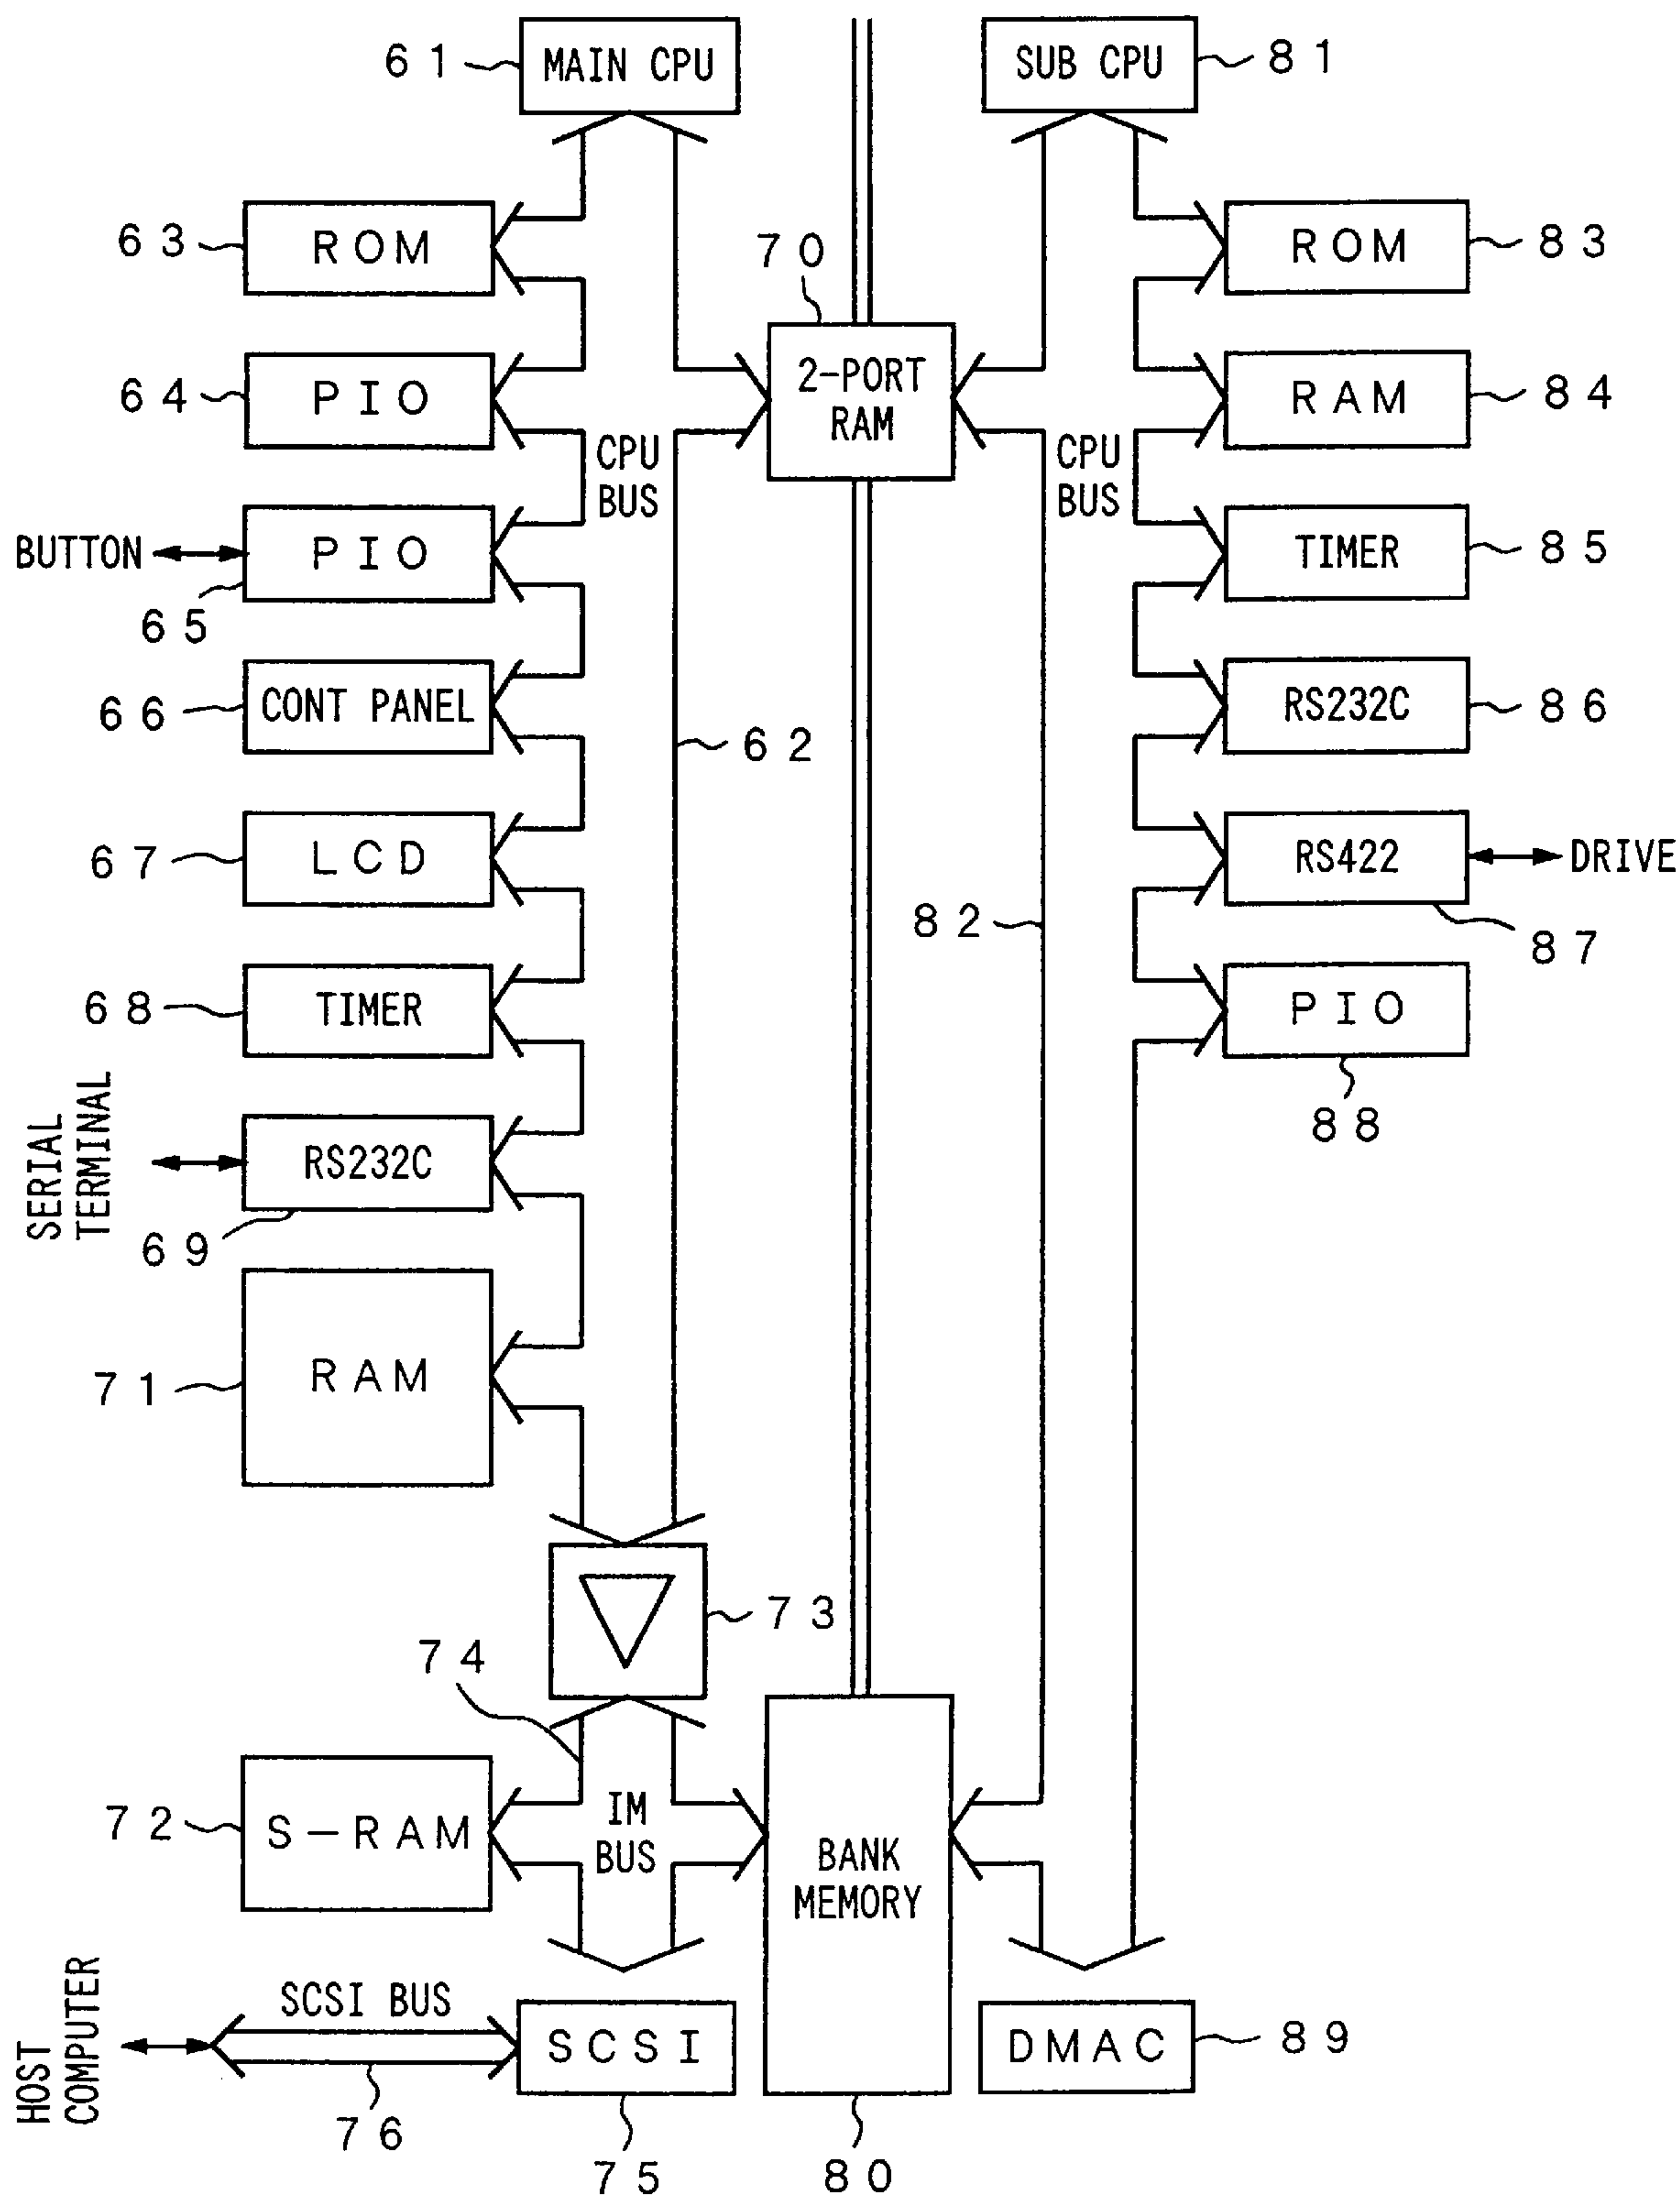 61
MAIN CPU
SUB CPU
81
63
ROM
70
ROM
83
64
PIO
2-PORT
RAM
RAM
84
CPU
BUS
CPU
BUS
BUTTON
PIO
65
TIMER
85
66
CONT PANEL
62
RS232C
86
67
LCD
82
RS422
DRIVE
87
68
TIMER
PIO
88
SERIAL
TERMINAL
RS232C
69
71
RAM
73
74
72
S-RAM
IM
BUS
BANK
MEMORY
HOST
COMPUTER
SCSI BUS
76
SCSI
75
80
DMAC
89